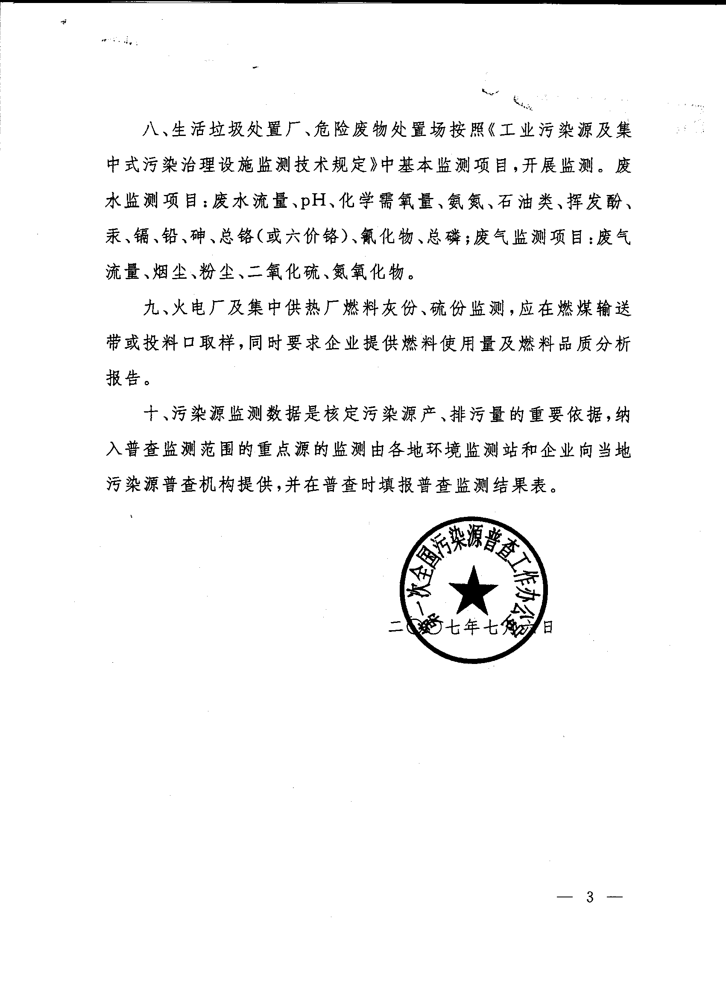 八、生活垃圾处置厂、危险废物处置场按照《工业污染源及集
中式污染治理设施监测技术规定》中基本监测项目,开展监测。废
水监测项目:废水流量、pH、化学需氧量、氨氮、石油类、挥发酚、
汞、镉、铅、砷、总铬(或六价铬)、氰化物、总磷;废气监测项目:废气
流量、烟尘、粉尘、二氧化硫、氮氧化物。
九、火电厂及集中供热厂燃料灰份、硫份监测,应在燃煤输送
带或投料口取样,同时要求企业提供燃料使用量及燃料品质分析
报告。
十、污染源监测数据是核定污染源产、排污量的重要依据,纳
入普查监测范围的重点源的监测由各地环境监测站和企业向当地
污染源普查机构提供,并在普查时填报普查监测结果表。
第一次全国污染源普查工作办公室
二〇〇七年七月六日
— 3 —